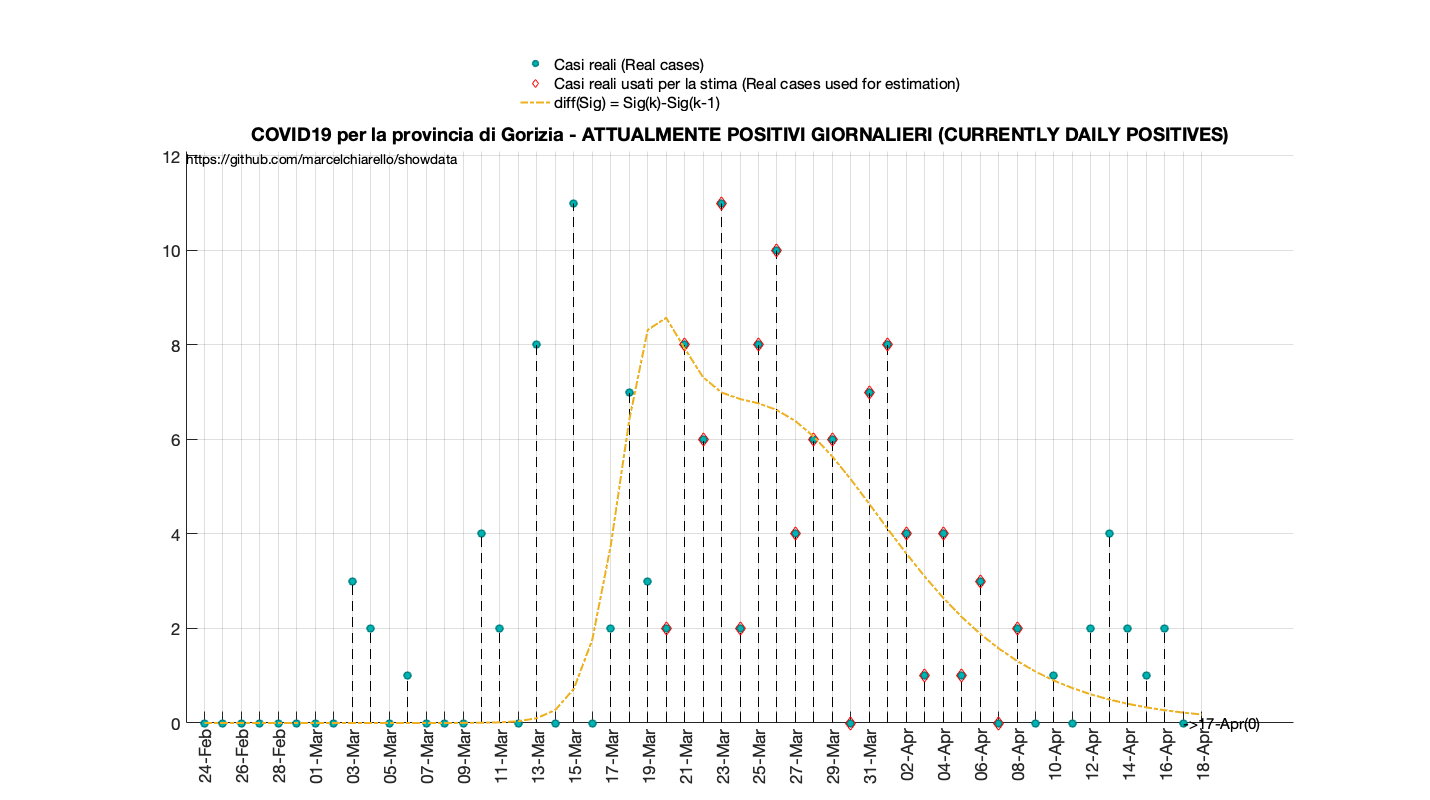 Casi reali (Real cases)
Casi reali usati per la stima (Real cases used for estimation)
diff(Sig) = Sig(k)-Sig(k-1)
COVID19 per la provincia di Gorizia - ATTUALMENTE POSITIVI GIORNALIERI (CURRENTLY DAILY POSITIVES)
https://github.com/marcelchiarello/showdata
12
10
8
6
4
2
0
->17-Apr(0)
24-Feb
26-Feb
28-Feb
01-Mar
03-Mar
05-Mar
07-Mar
09-Mar
11-Mar
13-Mar
15-Mar
17-Mar
19-Mar
21-Mar
23-Mar
25-Mar
27-Mar
29-Mar
31-Mar
02-Apr
04-Apr
06-Apr
08-Apr
10-Apr
12-Apr
14-Apr
16-Apr
18-Apr